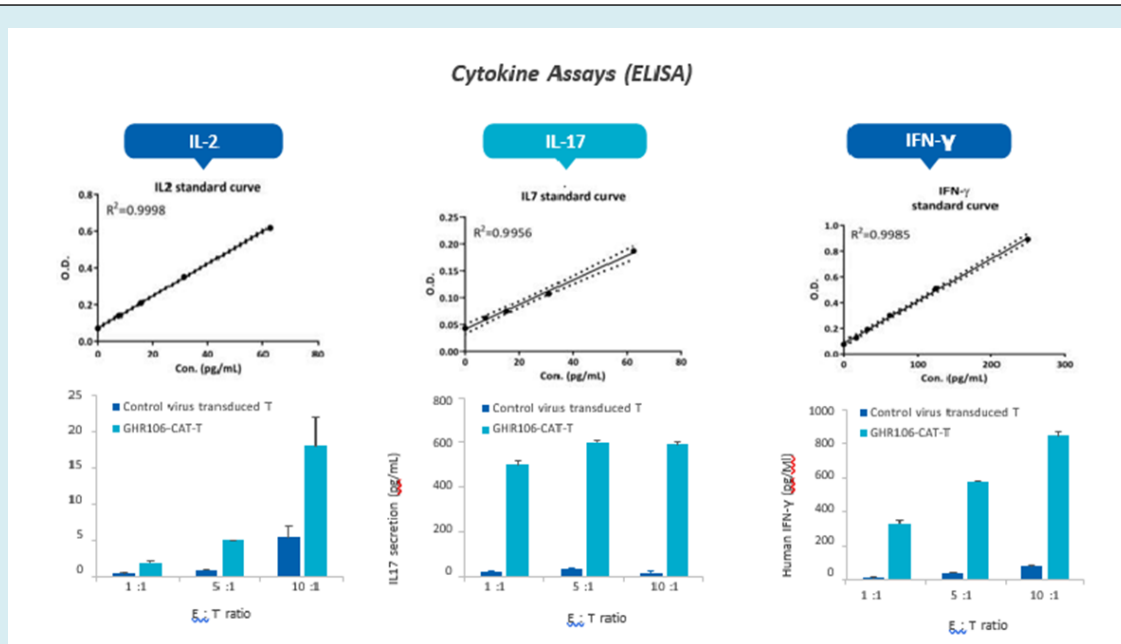 Cytokine Assays (ELISA)
IL-2
IL2 standard curve
R²=0.9998
0.8
0.6
0.4
0.2
0.0
O.D.
0 20 40 60 80
Con. (pg/mL)
25
20
15
10
5
0
Control virus transduced T
GHR106-CAT-T
1 :1 5 :1 10 :1
E : T ratio
IL-17
IL7 standard curve
R²=0.9956
0.25
0.20
0.15
0.10
0.05
0.00
O.D.
0 20 40 60 80
Con. (pg/mL)
800
600
400
200
0
IL17 secretion (pg/mL)
Control virus transduced T
GHR106-CAT-T
1 :1 5 :1 10 :1
E : T ratio
IFN-γ
IFN-γ
standard curve
R²=0.9985
1.0
0.8
0.6
0.4
0.2
0.0
O.D.
0 100 200 300
Con. (pg/mL)
1000
800
600
400
200
0
Human IFN-γ (pg/Ml)
Control virus transduced T
GHR106-CAT-T
1 :1 5 :1 10 :1
E : T ratio